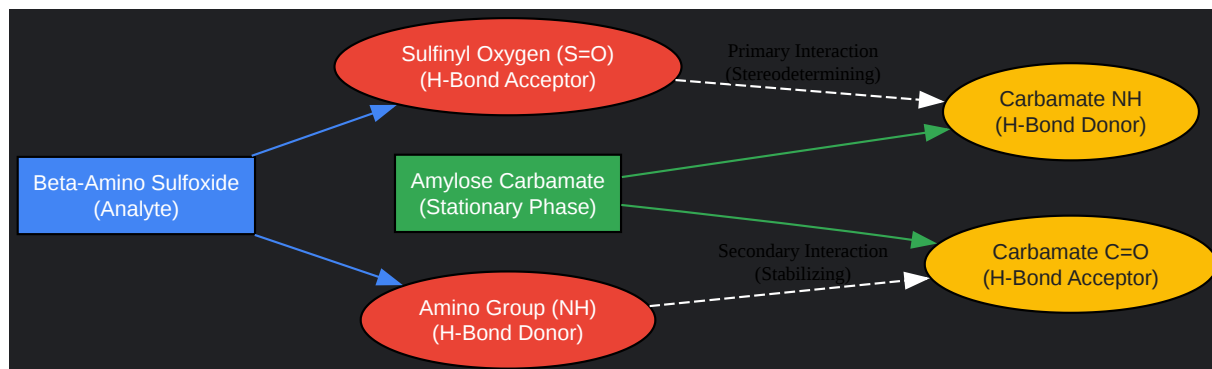 Sulfinyl Oxygen (S=O)
(H-Bond Acceptor)
Primary Interaction
(Stereodetermining)
Carbamate NH
(H-Bond Donor)
Beta-Amino Sulfoxide
(Analyte)
Amylose Carbamate
(Stationary Phase)
Secondary Interaction
(Stabilizing)
Carbamate C=O
(H-Bond Acceptor)
Amino Group (NH)
(H-Bond Donor)